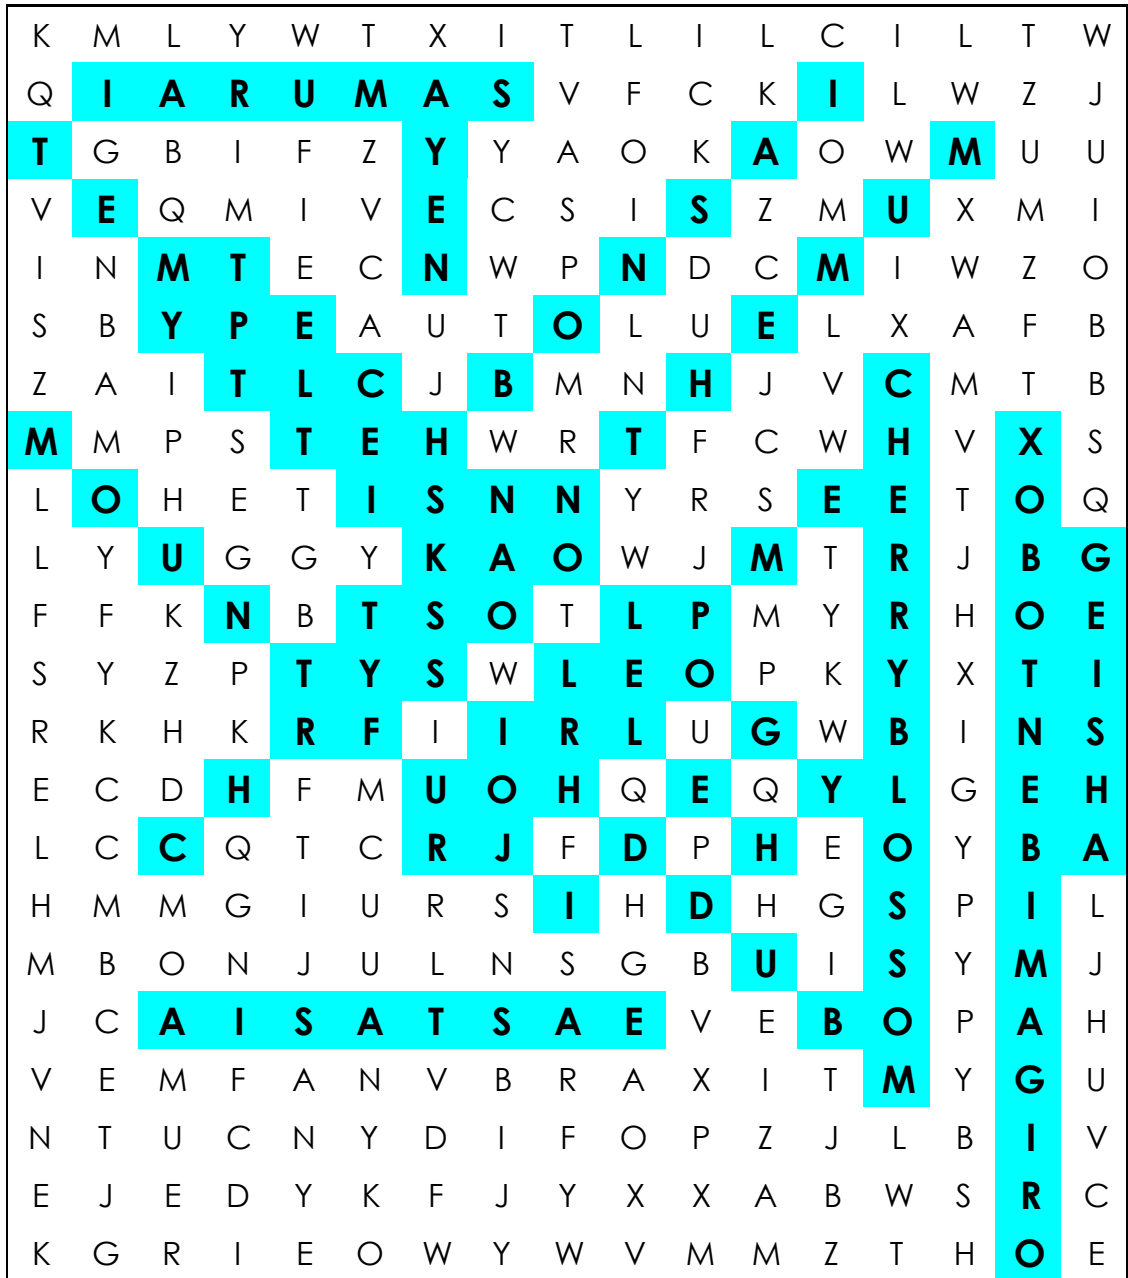 K M L Y W T X I T L I L C I L T W
Q I A R U M A S V F C K I L W Z J
T G B I F Z Y Y A O K A O W M U U
V E Q M I V E C S I S Z M U X M I
I N M T E C N W P N D C M I W Z O
S B Y P E A U T O L U E L X A F B
Z A I T L C J B M N H J V C M T B
M M P S T E H W R T F C W H V X S
L O H E T I S N N Y R S E E T O Q
L Y U G G Y K A O W J M T R J B G
F F K N B T S O T L P M Y R H O E
S Y Z P T Y S W L E O P K Y X T I
R K H K R F I I R L U G W B I N S
E C D H F M U O H Q E Q Y L G E H
L C C Q T C R J F D P H E O Y B A
H M M G I U R S I H D H G S P I L
M B O N J U L N S G B U I S Y M J
J C A I S A T S A E V E B O P A H
V E M F A N V B R A X I T M Y G U
N T U C N Y D I F O P Z J L B I V
E J E D Y K F J Y X X A B W S R C
K G R I E O W Y W V M M Z T H O E